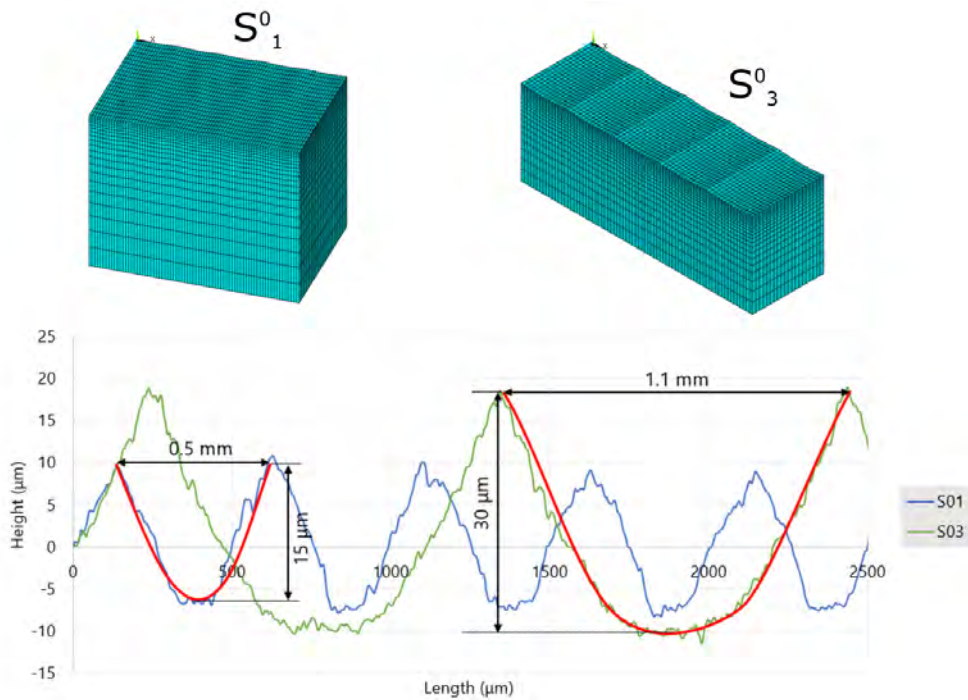 S⁰₁
S⁰₃
x
x
25
20
15
10
5
0
-5
-10
-15
Height (μm)
0.5 mm
15 μm
1.1 mm
30 μm
0
500
1000
1500
2000
2500
Length (μm)
S01
S03